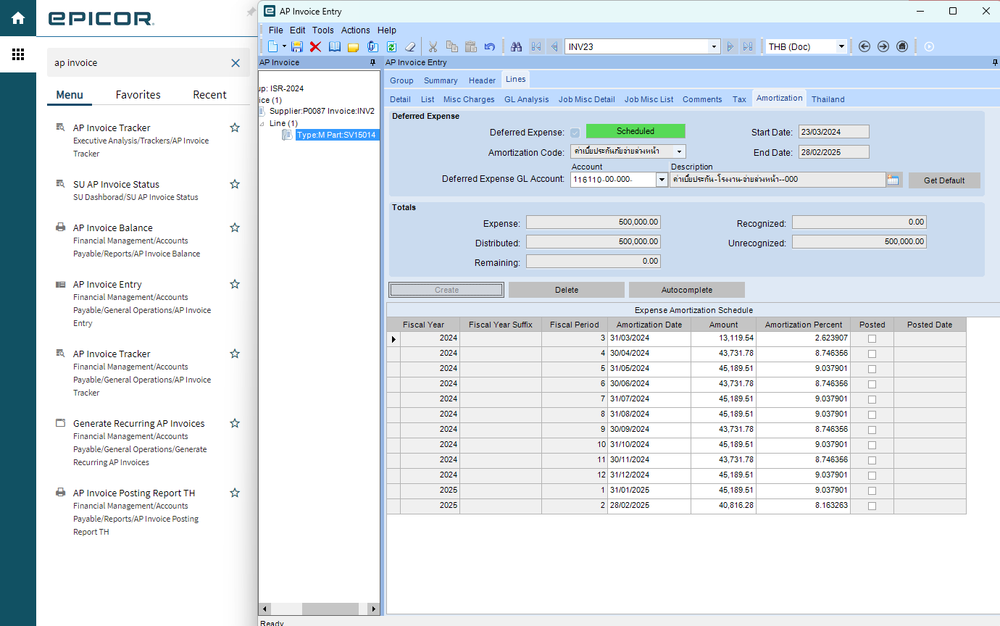 EPICOR.
ap invoice
Menu Favorites Recent
AP Invoice Tracker
Executive Analysis/Trackers/AP Invoice
Tracker
SU AP Invoice Status
SU Dashborad/SU AP Invoice Status
AP Invoice Balance
Financial Management/Accounts
Payable/Reports/AP Invoice Balance
AP Invoice Entry
Financial Management/Accounts
Payable/General Operations/AP Invoice
Entry
AP Invoice Tracker
Financial Management/Accounts
Payable/General Operations/AP Invoice
Tracker
Generate Recurring AP Invoices
Financial Management/Accounts
Payable/General Operations/Generate
Recurring AP Invoices
AP Invoice Posting Report TH
Financial Management/Accounts
Payable/Reports/AP Invoice Posting
Report TH
AP Invoice Entry
File Edit Tools Actions Help
INV23 THB (Doc)
AP Invoice
up: ISR-2024
ice (1)
Supplier:P0087 Invoice:INV2
Line (1)
Type:M Part:SV15014
AP Invoice Entry
Group Summary Header Lines
Detail List Misc Charges GL Analysis Job Misc Detail Job Misc List Comments Tax Amortization Thailand
Deferred Expense
Deferred Expense: Scheduled Start Date: 23/03/2024
Amortization Code: ค่าเบี้ยประกันภัยจ่ายล่วงหน้า End Date: 28/02/2025
Account Description
Deferred Expense GL Account: 116110-00-000- ค่าเบี้ยประกัน-โรงงาน-จ่ายล่วงหน้า--000 Get Default
Totals
Expense: 500,000.00 Recognized: 0.00
Distributed: 500,000.00 Unrecognized: 500,000.00
Remaining: 0.00
Create Delete Autocomplete
Expense Amortization Schedule
Fiscal Year Fiscal Year Suffix Fiscal Period Amortization Date Amount Amortization Percent Posted Posted Date
2024 3 31/03/2024 13,119.54 2.623907
2024 4 30/04/2024 43,731.78 8.746356
2024 5 31/05/2024 45,189.51 9.037901
2024 6 30/06/2024 43,731.78 8.746356
2024 7 31/07/2024 45,189.51 9.037901
2024 8 31/08/2024 45,189.51 9.037901
2024 9 30/09/2024 43,731.78 8.746356
2024 10 31/10/2024 45,189.51 9.037901
2024 11 30/11/2024 43,731.78 8.746356
2024 12 31/12/2024 45,189.51 9.037901
2025 1 31/01/2025 45,189.51 9.037901
2025 2 28/02/2025 40,816.28 8.163263
Ready